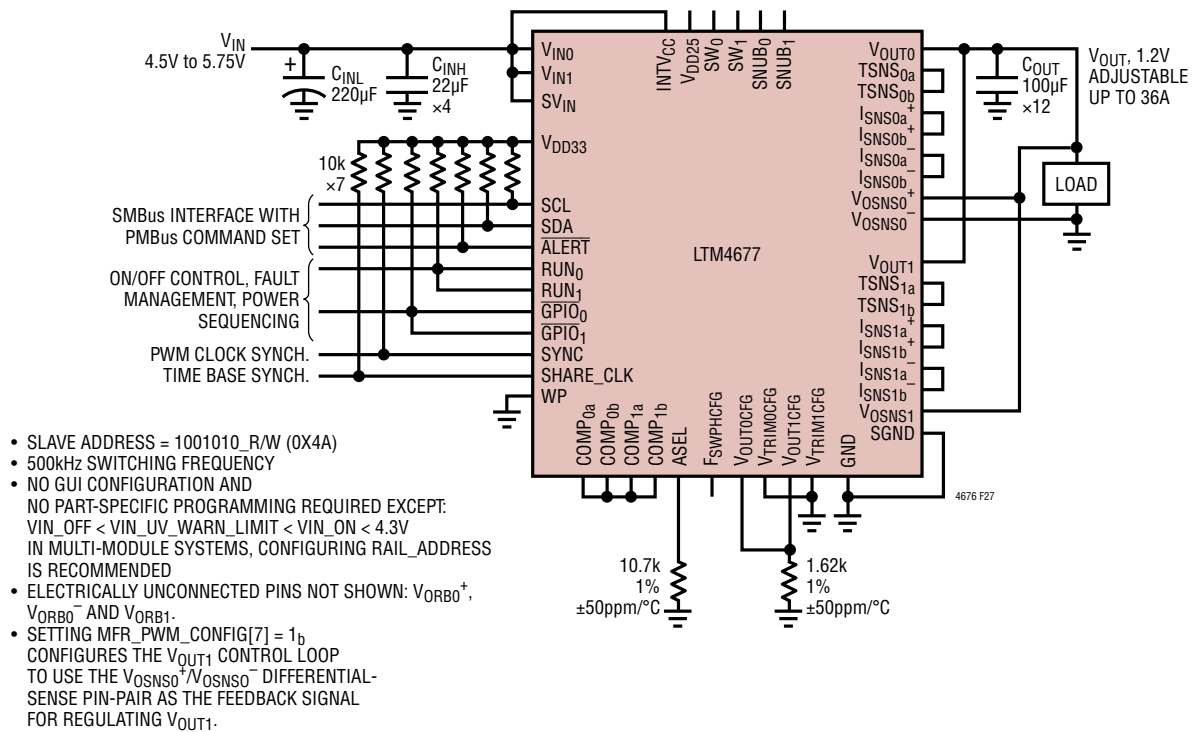 INTVCC
VDD25
SW0
SW1
SNUB0
SNUB1
VIN
4.5V to 5.75V
+
CINL
220µF
CINH
22µF
×4
VIN0
VIN1
SVIN
VDD33
10k
×7
SMBus INTERFACE WITH
PMBus COMMAND SET
SCL
SDA
ALERT
ON/OFF CONTROL, FAULT
MANAGEMENT, POWER
SEQUENCING
RUN0
RUN1
GPIO0
GPIO1
PWM CLOCK SYNCH.
SYNC
TIME BASE SYNCH.
SHARE_CLK
WP
LTM4677
VOUT0
TSNS0a
TSNS0b
ISNS0a+
ISNS0b+
ISNS0a–
ISNS0b–
VOSNS0+
VOSNS0–
VOUT1
TSNS1a
TSNS1b
ISNS1a+
ISNS1b+
ISNS1a–
ISNS1b–
VOSNS1
SGND
COUT
100µF
×12
VOUT, 1.2V
ADJUSTABLE
UP TO 36A
LOAD
COMP0a
COMP0b
COMP1a
COMP1b
ASEL
FSWPHCFG
VOUT0CFG
VTRIM0CFG
VOUT1CFG
VTRIM1CFG
GND
4676 F27
10.7k
1%
±50ppm/°C
1.62k
1%
±50ppm/°C
• SLAVE ADDRESS = 1001010_R/W (0X4A)
• 500kHz SWITCHING FREQUENCY
• NO GUI CONFIGURATION AND
NO PART-SPECIFIC PROGRAMMING REQUIRED EXCEPT:
VIN_OFF < VIN_UV_WARN_LIMIT < VIN_ON < 4.3V
IN MULTI-MODULE SYSTEMS, CONFIGURING RAIL_ADDRESS
IS RECOMMENDED
• ELECTRICALLY UNCONNECTED PINS NOT SHOWN: VORB0+,
VORB0– AND VORB1.
• SETTING MFR_PWM_CONFIG[7] = 1b
CONFIGURES THE VOUT1 CONTROL LOOP
TO USE THE VOSNS0+/VOSNS0– DIFFERENTIAL-
SENSE PIN-PAIR AS THE FEEDBACK SIGNAL
FOR REGULATING VOUT1.